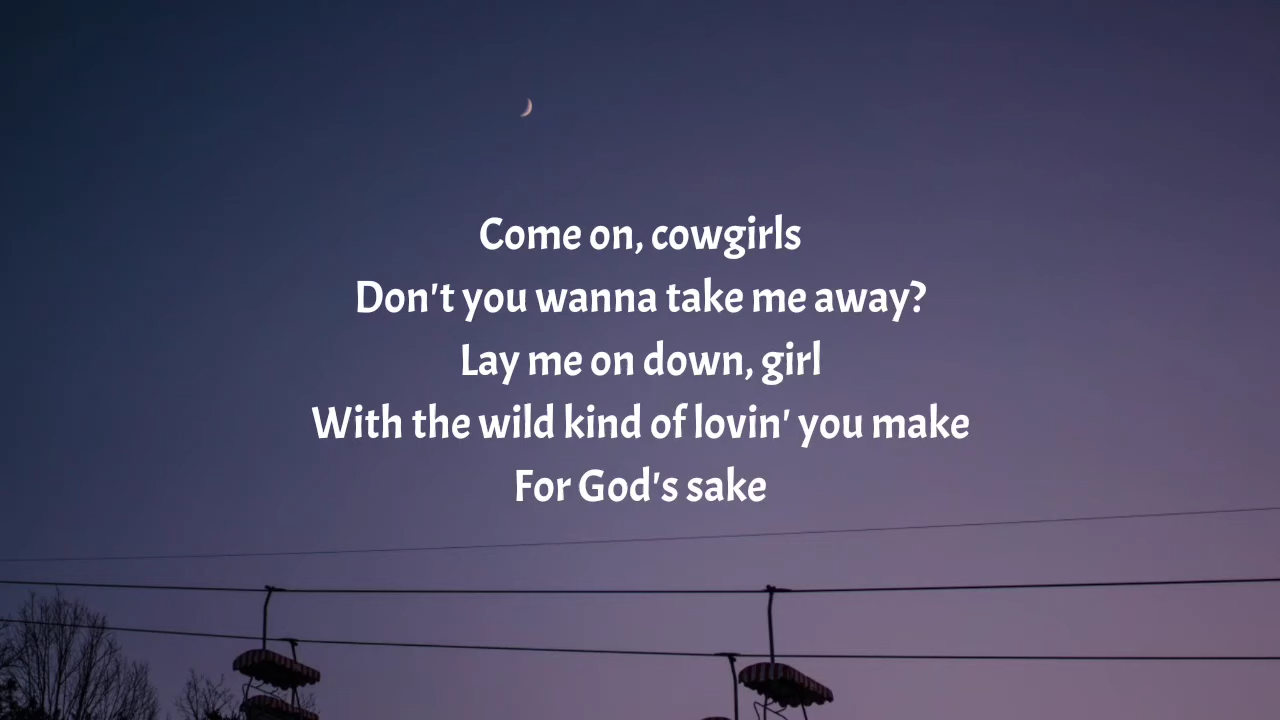 Come on, cowgirls
Don't you wanna take me away?
Lay me on down, girl
With the wild kind of lovin' you make
For God's sake